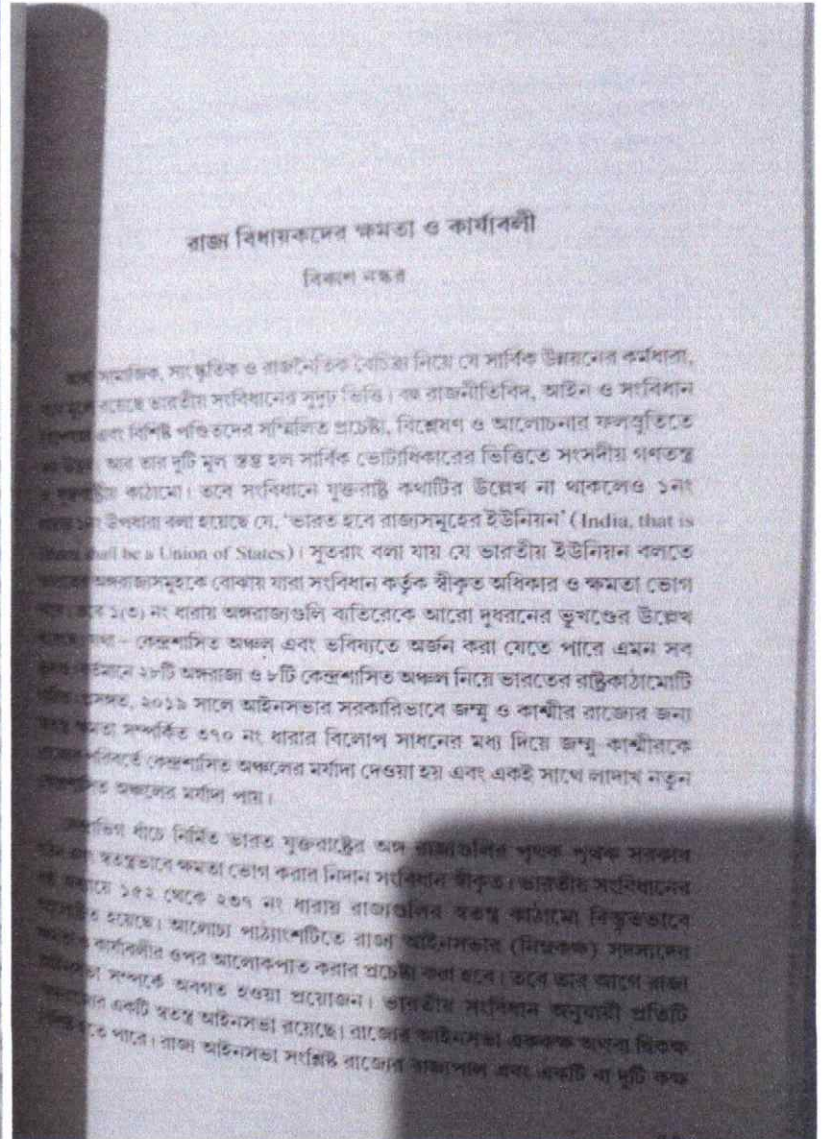 রাজ্য বিধায়কদের ক্ষমতা ও কার্যাবলী
বিকাশ নস্কর
সামাজিক, সাংস্কৃতিক ও রাজনৈতিক বৈচিত্র্য নিয়ে যে সার্বিক উন্নয়নের কর্মধারা,
রয়েছে ভারতীয় সংবিধানের সুদৃঢ় ভিত্তি। বহু রাজনীতিবিদ, আইন ও সংবিধান
এবং বিশিষ্ট পণ্ডিতদের সম্মিলিত প্রচেষ্টা, বিশ্লেষণ ও আলোচনার ফলশ্রুতিতে
আর তার দুটি মূল স্তম্ভ হল সার্বিক ভোটাধিকারের ভিত্তিতে সংসদীয় গণতন্ত্র
কাঠামো। তবে সংবিধানে যুক্তরাষ্ট্র কথাটির উল্লেখ না থাকলেও ১নং
১নং উপধারা বলা হয়েছে যে, 'ভারত হবে রাজ্যসমূহের ইউনিয়ন' (India, that is
shall be a Union of States)। সুতরাং বলা যায় যে ভারতীয় ইউনিয়ন বলতে
অঙ্গরাজ্যসমূহকে বোঝায় যারা সংবিধান কর্তৃক স্বীকৃত অধিকার ও ক্ষমতা ভোগ
১(৩) নং ধারায় অঙ্গরাজ্যগুলি ব্যতিরেকে আরো দুধরনের ভূখণ্ডের উল্লেখ
– কেন্দ্রশাসিত অঞ্চল এবং ভবিষ্যতে অর্জন করা যেতে পারে এমন সব
২৮টি অঙ্গরাজ্য ও ৮টি কেন্দ্রশাসিত অঞ্চল নিয়ে ভারতের রাষ্ট্রকাঠামোটি
২০১৯ সালে আইনসভার সরকারিভাবে জম্মু ও কাশ্মীর রাজ্যের জন্য
ক্ষমতা সম্পর্কিত ৩৭০ নং ধারার বিলোপ সাধনের মধ্য দিয়ে জম্মু-কাশ্মীরকে
পরিবর্তে কেন্দ্রশাসিত অঞ্চলের মর্যাদা দেওয়া হয় এবং একই সাথে লাদাখ নতুন
অঞ্চলের মর্যাদা পায়।
ধাঁচে নির্মিত ভারত যুক্তরাষ্ট্রের অঙ্গ রাজ্যগুলির পৃথক পৃথক সরকার
স্বতন্ত্রভাবে ক্ষমতা ভোগ করার নিদান সংবিধান স্বীকৃত। ভারতীয় সংবিধানের
১৫২ থেকে ২৩৭ নং ধারায় রাজ্যগুলির স্বতন্ত্র কাঠামো বিস্তৃতভাবে
হয়েছে। আলোচ্য পাঠ্যাংশটিতে রাজ্য আইনসভার (নিম্নকক্ষ) সদস্যদের
কার্যাবলীর ওপর আলোকপাত করার প্রচেষ্টা করা হবে। তবে তার আগে রাজ্য
আইনসভা সম্পর্কে অবগত হওয়া প্রয়োজন। ভারতীয় সংবিধান অনুযায়ী প্রতিটি
একটি স্বতন্ত্র আইনসভা রয়েছে। রাজ্যের আইনসভা এককক্ষ অথবা দ্বিকক্ষ
হতে পারে। রাজ্য আইনসভা সংশ্লিষ্ট রাজ্যের রাজ্যপাল এবং একটি বা দুটি কক্ষ